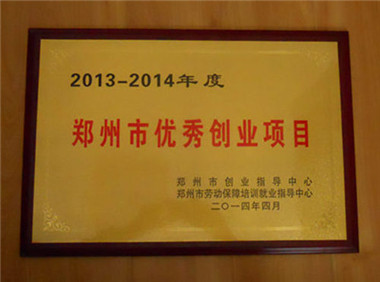 2013-2014年度
郑州市优秀创业项目
郑州市创业指导中心
郑州市劳动保障培训就业指导中心
二〇一四年四月